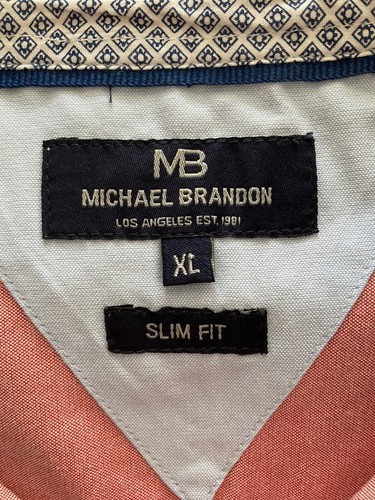 MB
MICHAEL BRANDON
LOS ANGELES EST. 1981
XL
SLIM FIT